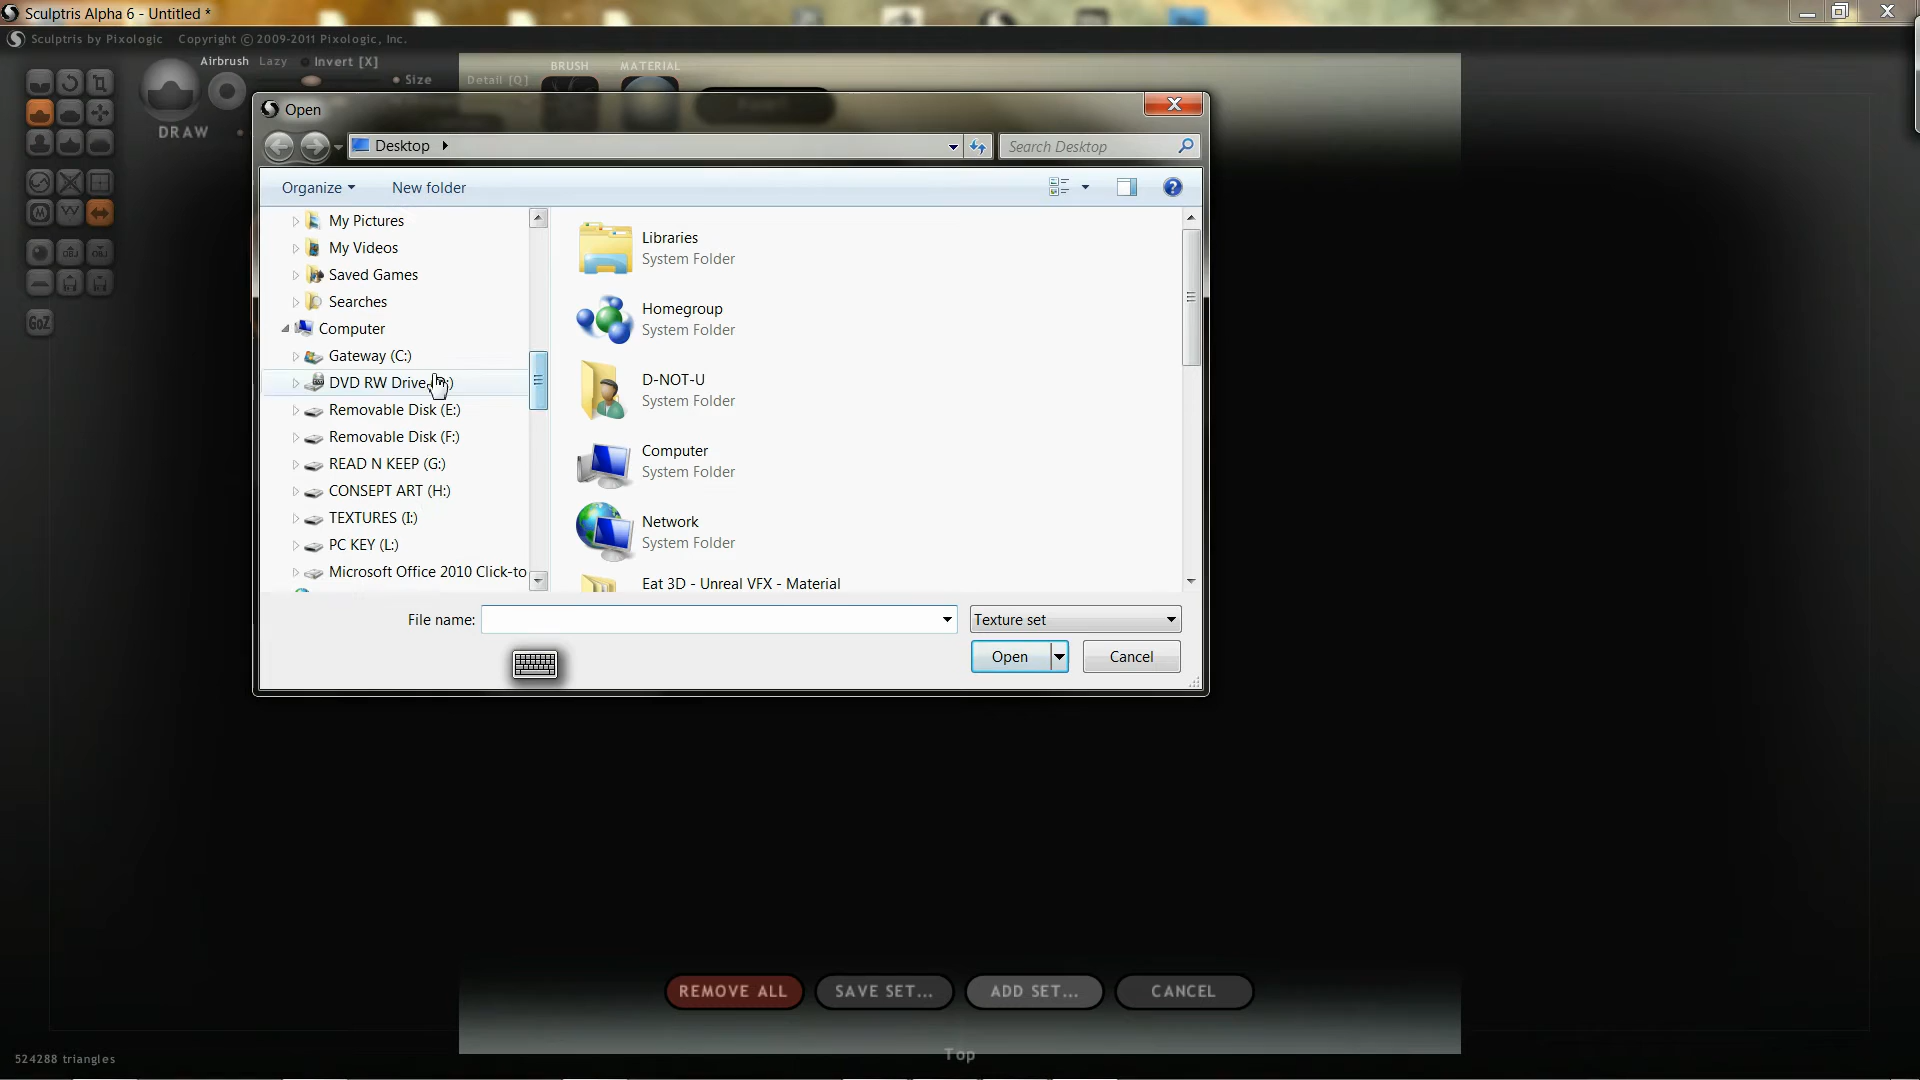 Sculptris Alpha 6 - Untitled *
Sculptris by Pixologic Copyright © 2009-2011 Pixologic, Inc.
Airbrush Lazy Invert [X]
Size
Detail [Q]
BRUSH
MATERIAL
DRAW
OBJ
OBJ
GoZ
Open
Desktop
Search Desktop
Organize
New folder
My Pictures
My Videos
Saved Games
Searches
Computer
Gateway (C:)
DVD RW Drive
Removable Disk (E:)
Removable Disk (F:)
READ N KEEP (G:)
CONSEPT ART (H:)
TEXTURES (I:)
PC KEY (L:)
Microsoft Office 2010 Click-to
Libraries
System Folder
Homegroup
System Folder
D-NOT-U
System Folder
Computer
System Folder
Network
System Folder
Eat 3D - Unreal VFX - Material
File name:
Texture set
Open
Cancel
REMOVE ALL
SAVE SET...
ADD SET...
CANCEL
Top
524288 triangles